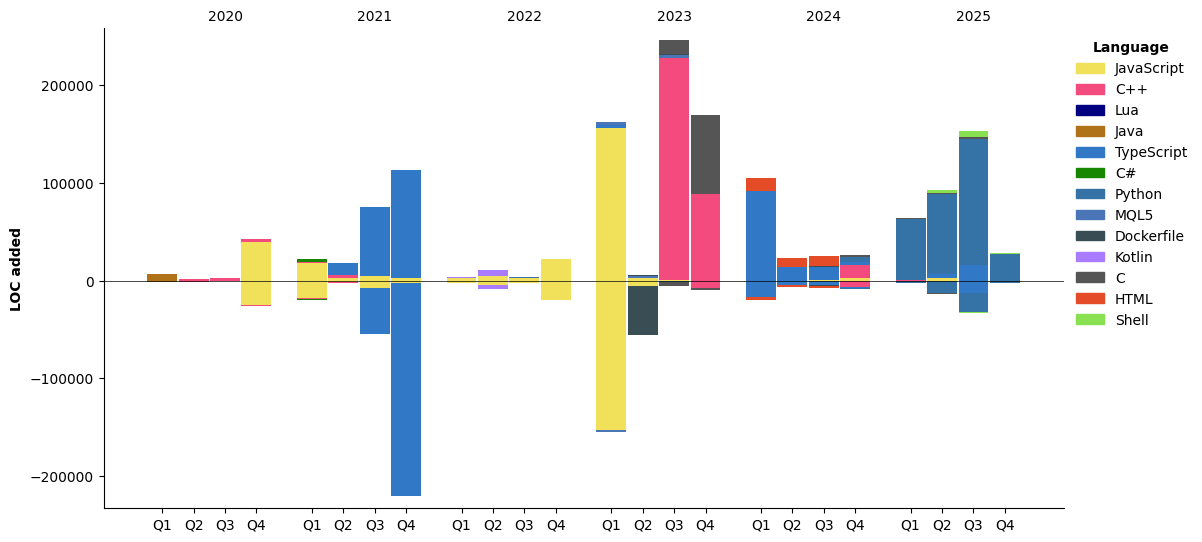 2020 2021 2022 2023 2024 2025
LOC added
200000
100000
0
−100000
−200000
Q1 Q2 Q3 Q4 Q1 Q2 Q3 Q4 Q1 Q2 Q3 Q4 Q1 Q2 Q3 Q4 Q1 Q2 Q3 Q4 Q1 Q2 Q3 Q4
Language
JavaScript
C++
Lua
Java
TypeScript
C#
Python
MQL5
Dockerfile
Kotlin
C
HTML
Shell